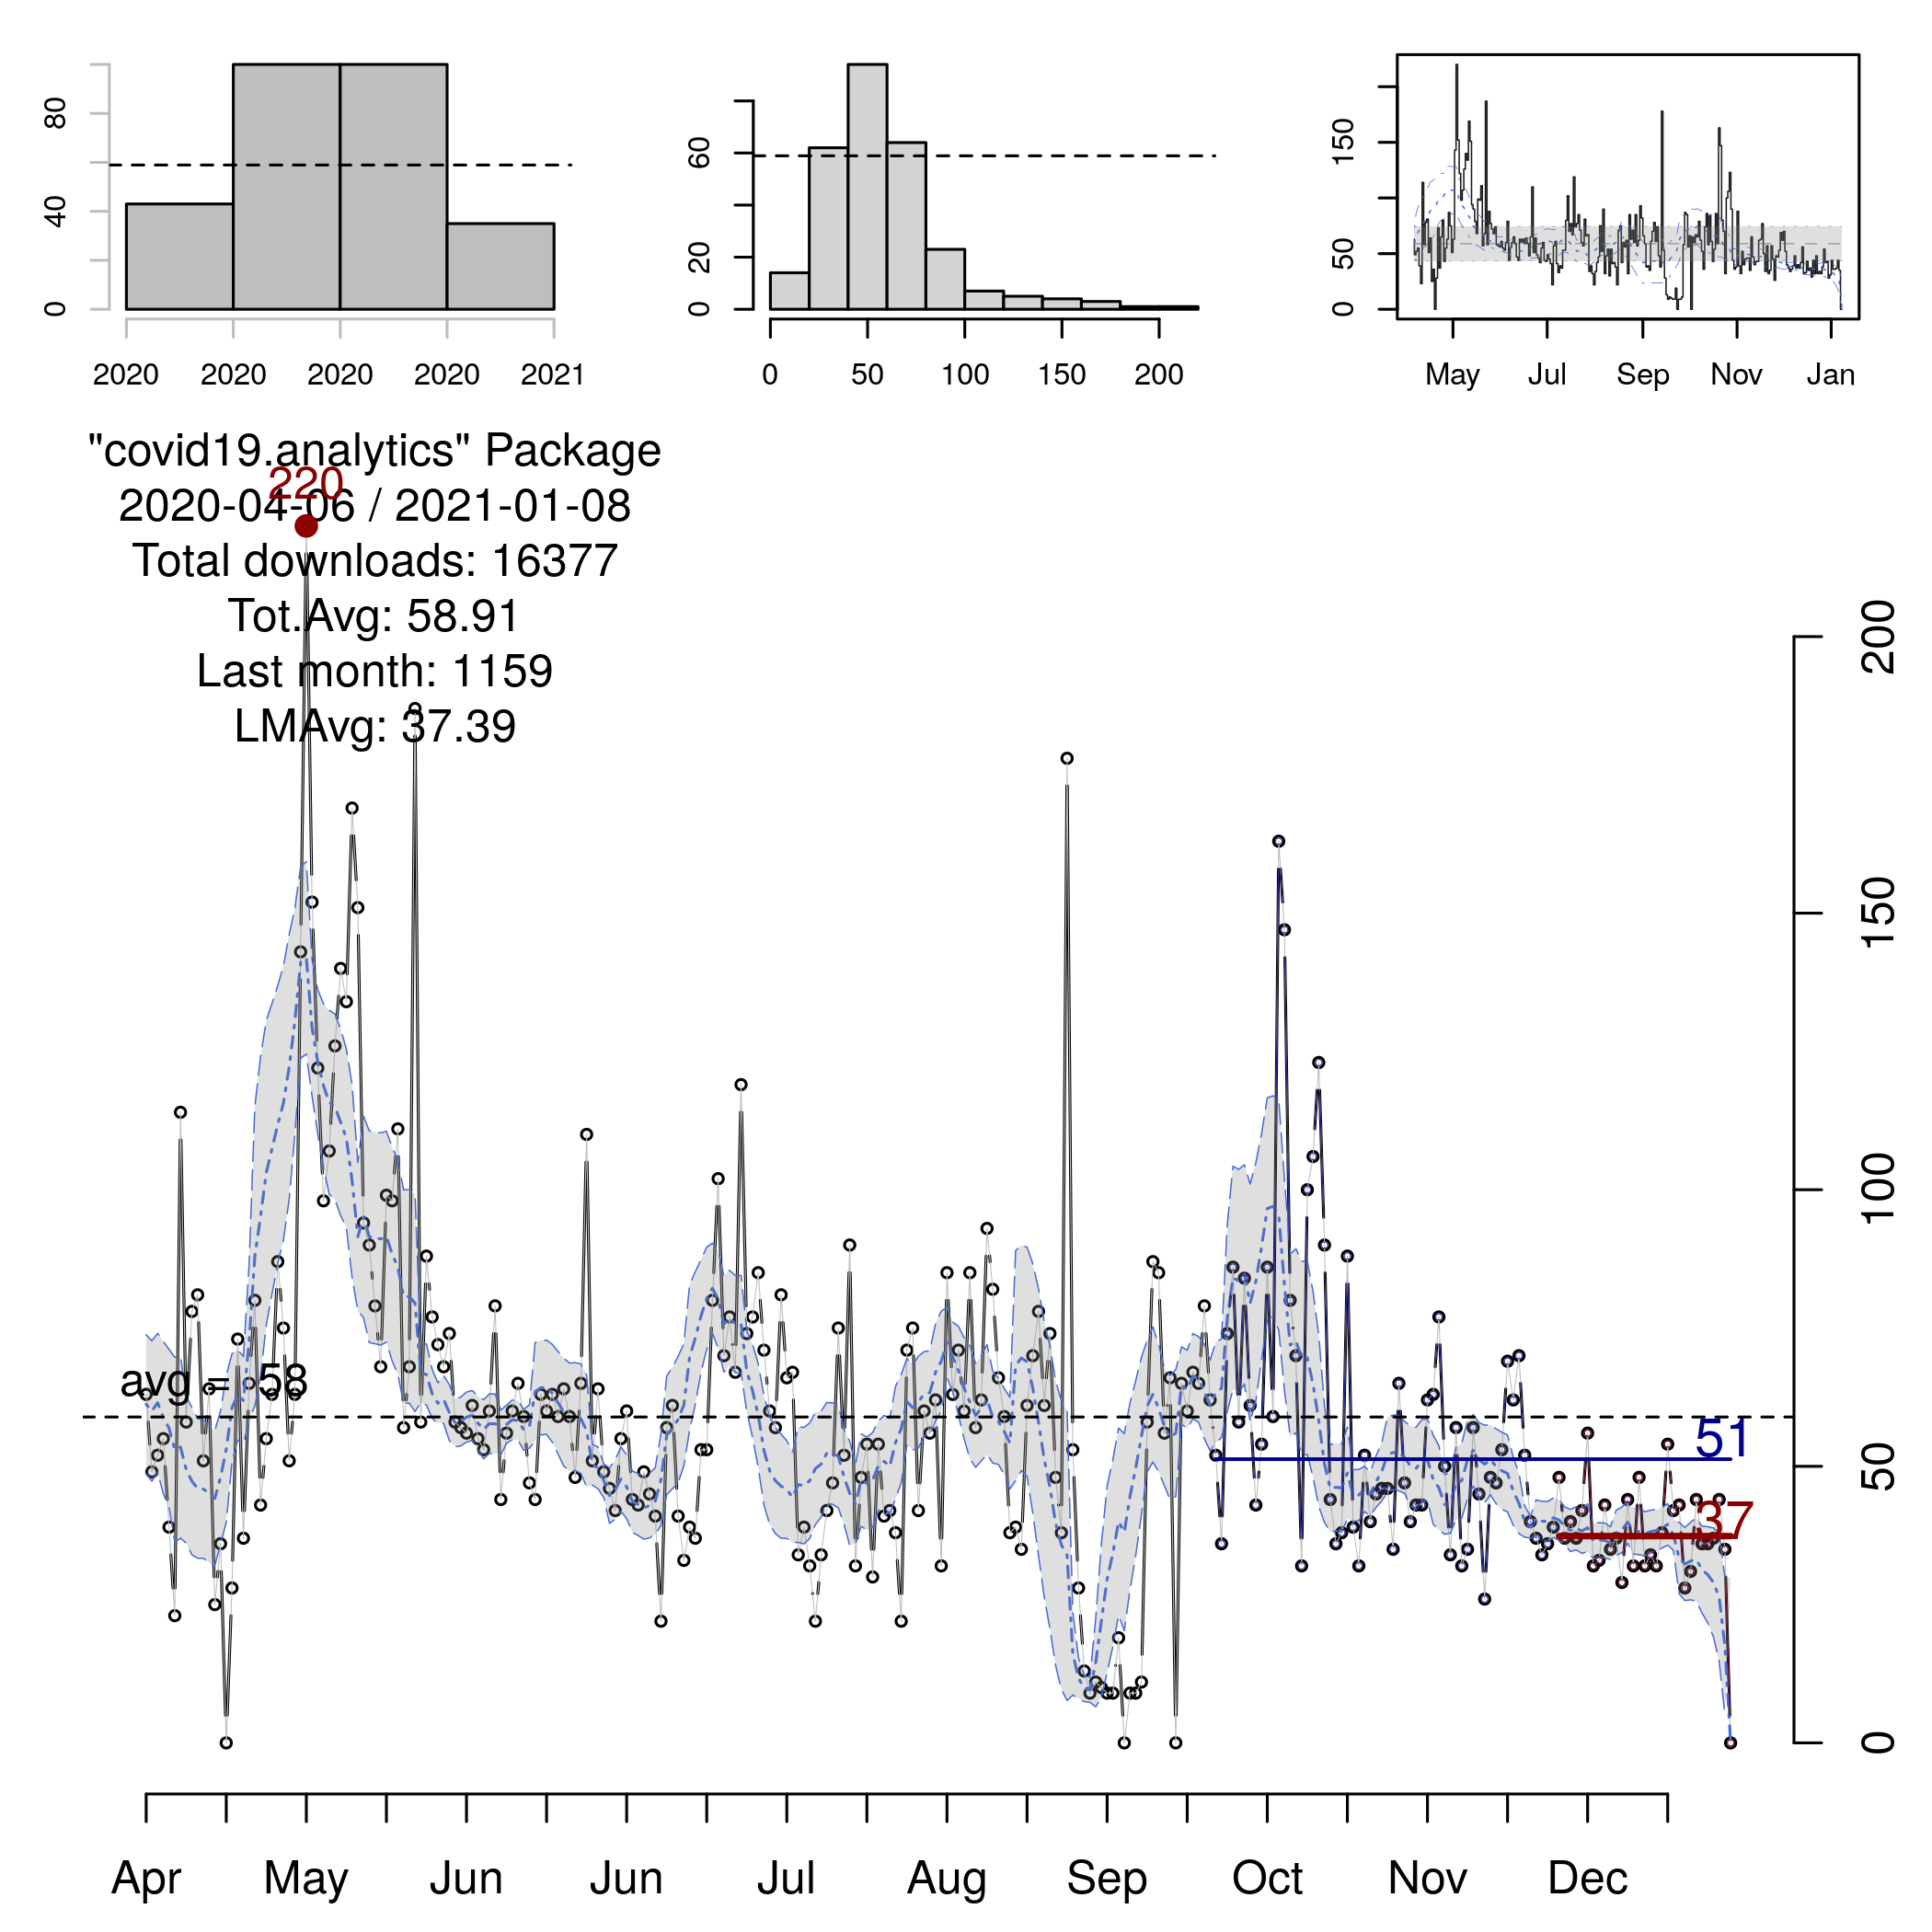 80
40
0
2020 2020 2020 2020 2021
60
20
0
0 50 100 150 200
150
50
0
May Jul Sep Nov Jan
"covid19.analytics" Package
220
2020-04-06 / 2021-01-08
Total downloads: 16377
Tot.Avg: 58.91
Last month: 1159
LMAvg: 37.39
avg = 58
51
37
200
150
100
50
0
Apr May Jun Jun Jul Aug Sep Oct Nov Dec